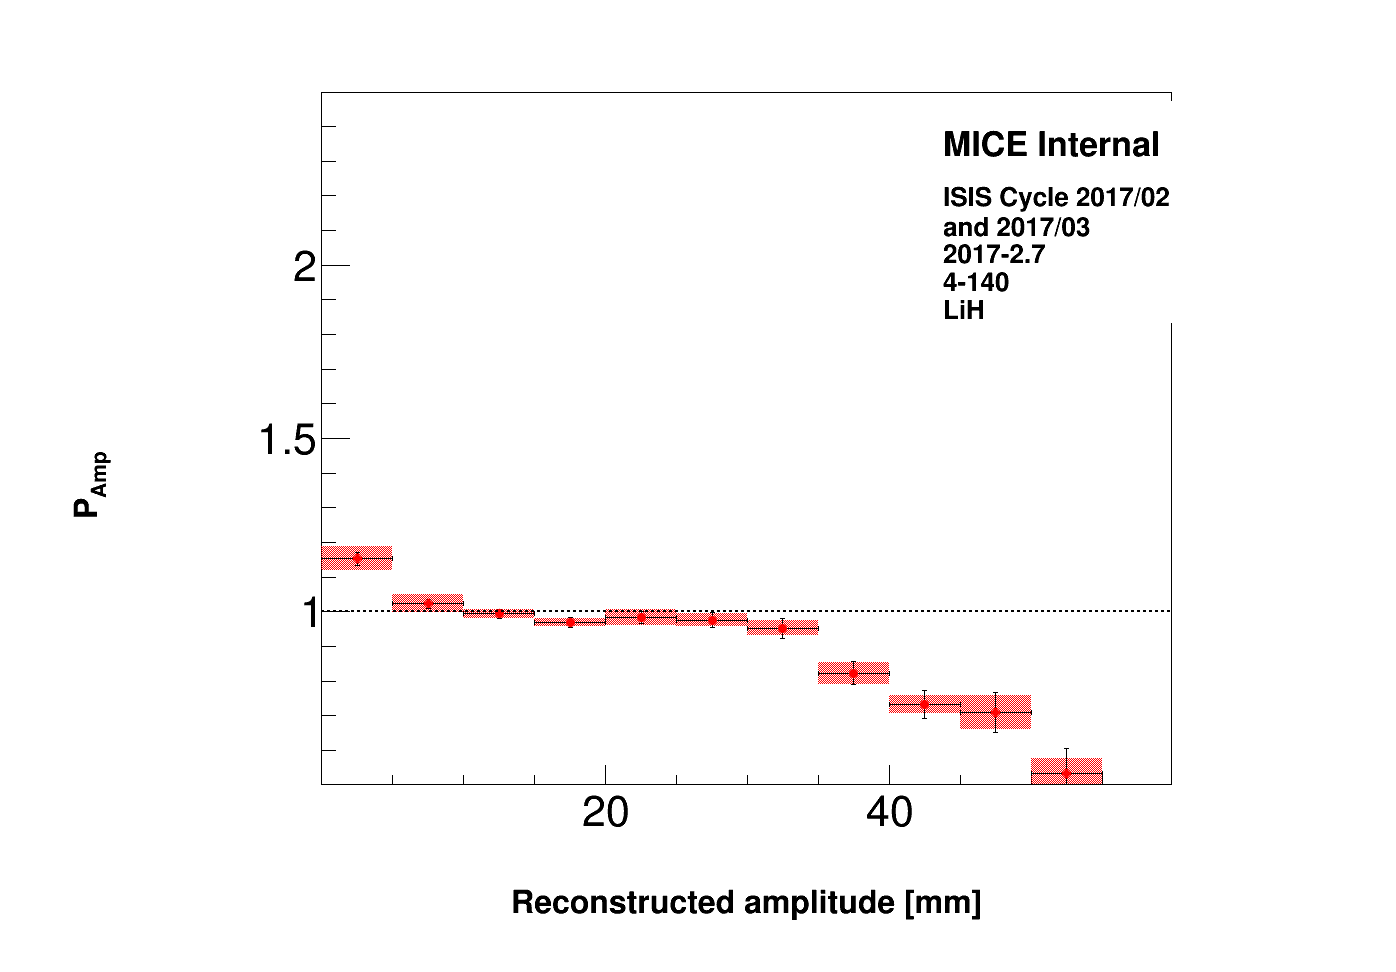 MICE Internal
ISIS Cycle 2017/02
and 2017/03
2017-2.7
4-140
LiH
2
1.5
1
P_Amp
20
40
Reconstructed amplitude [mm]